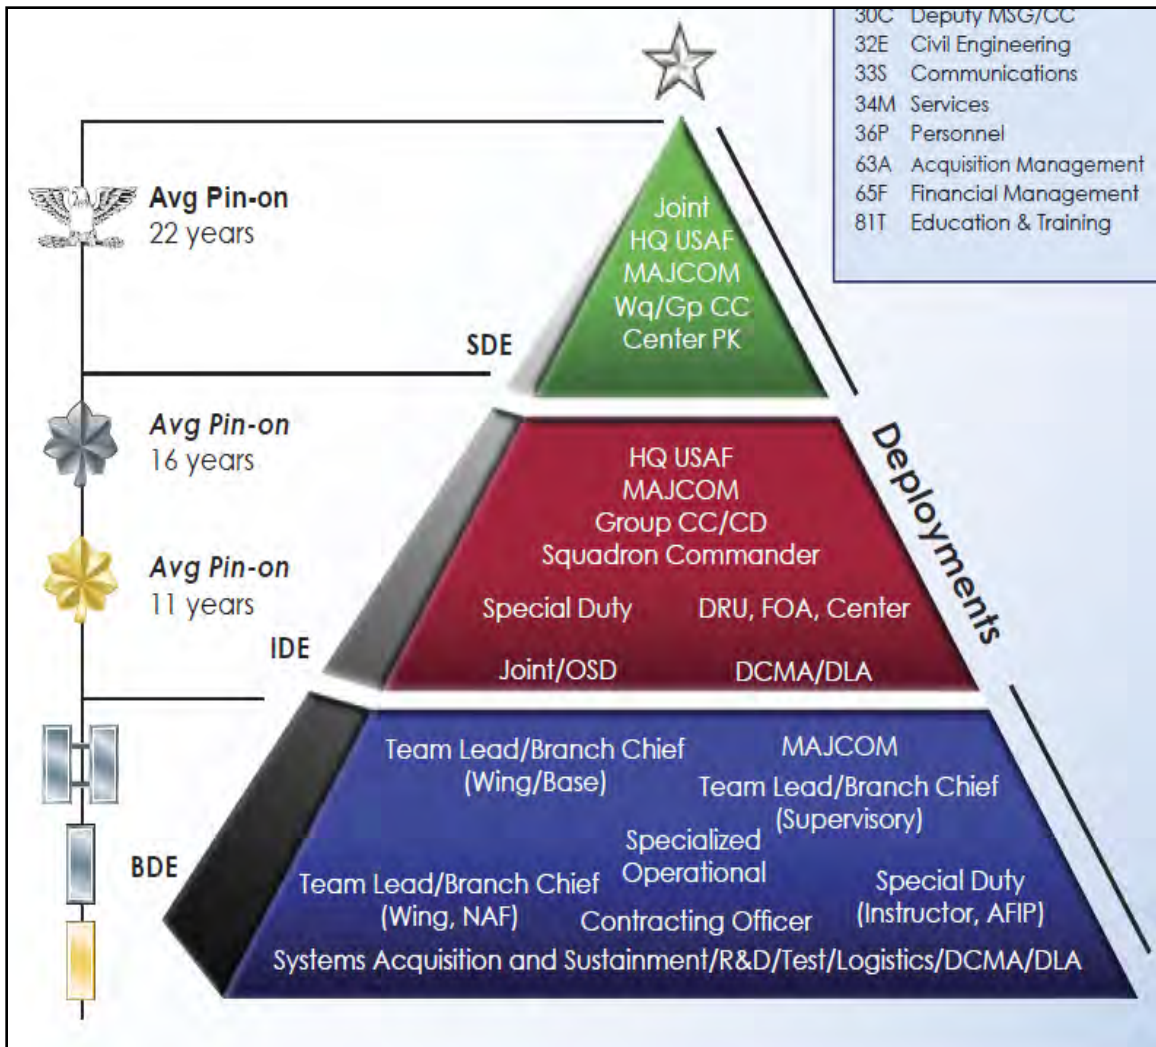 30C Deputy MSG/CC
32E Civil Engineering
33S Communications
34M Services
36P Personnel
63A Acquisition Management
65F Financial Management
81T Education & Training
Avg Pin-on
22 years
Joint
HQ USAF
MAJCOM
Wq/Gp CC
Center PK
SDE
Avg Pin-on
16 years
HQ USAF
MAJCOM
Group CC/CD
Squadron Commander
Deployments
Avg Pin-on
11 years
Special Duty
DRU, FOA, Center
IDE
Joint/OSD
DCMA/DLA
Team Lead/Branch Chief
(Wing/Base)
MAJCOM
Team Lead/Branch Chief
(Supervisory)
Specialized
Operational
BDE
Team Lead/Branch Chief
(Wing, NAF)
Special Duty
(Instructor, AFIP)
Contracting Officer
Systems Acquisition and Sustainment/R&D/Test/Logistics/DCMA/DLA